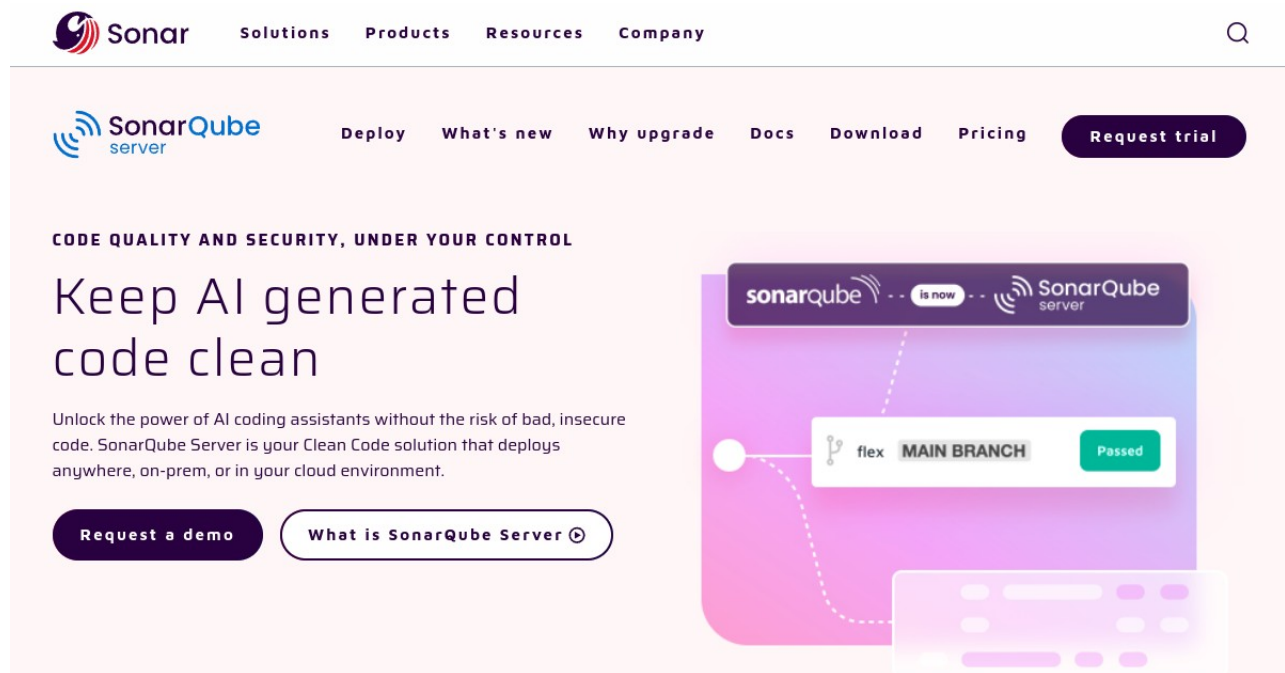 Sonar
Solutions Products Resources Company
SonarQube
server
Deploy What's new Why upgrade Docs Download Pricing Request trial
CODE QUALITY AND SECURITY, UNDER YOUR CONTROL
Keep AI generated
code clean
Unlock the power of AI coding assistants without the risk of bad, insecure
code. SonarQube Server is your Clean Code solution that deploys
anywhere, on-prem, or in your cloud environment.
Request a demo What is SonarQube Server
sonarqube is now SonarQube
server
flex MAIN BRANCH Passed